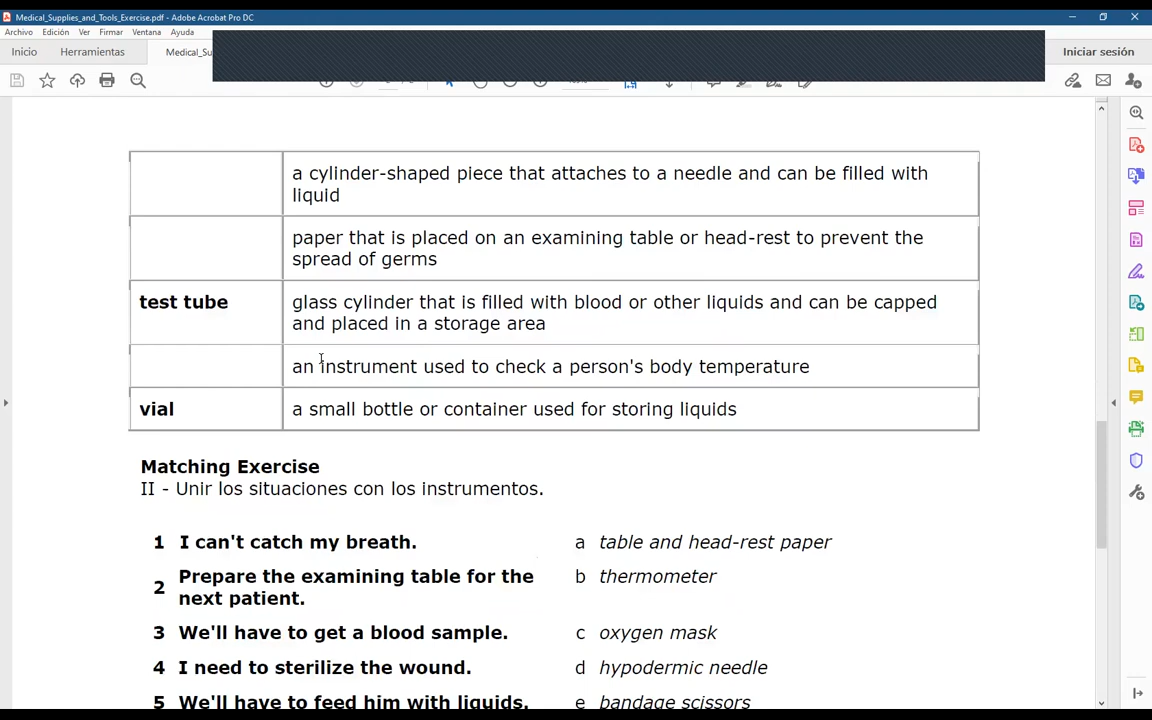 Medical_Supplies_and_Tools_Exercise.pdf - Adobe Acrobat Pro DC
Archivo Edición Ver Firmar Ventana Ayuda
Inicio Herramientas Medical_Su Iniciar sesión
a cylinder-shaped piece that attaches to a needle and can be filled with
liquid
paper that is placed on an examining table or head-rest to prevent the
spread of germs
test tube glass cylinder that is filled with blood or other liquids and can be capped
and placed in a storage area
an instrument used to check a person's body temperature
vial a small bottle or container used for storing liquids
Matching Exercise
II - Unir los situaciones con los instrumentos.
1 I can't catch my breath. a table and head-rest paper
2 Prepare the examining table for the b thermometer
next patient.
3 We'll have to get a blood sample. c oxygen mask
4 I need to sterilize the wound. d hypodermic needle
5 We'll have to feed him with liquids. e bandage scissors